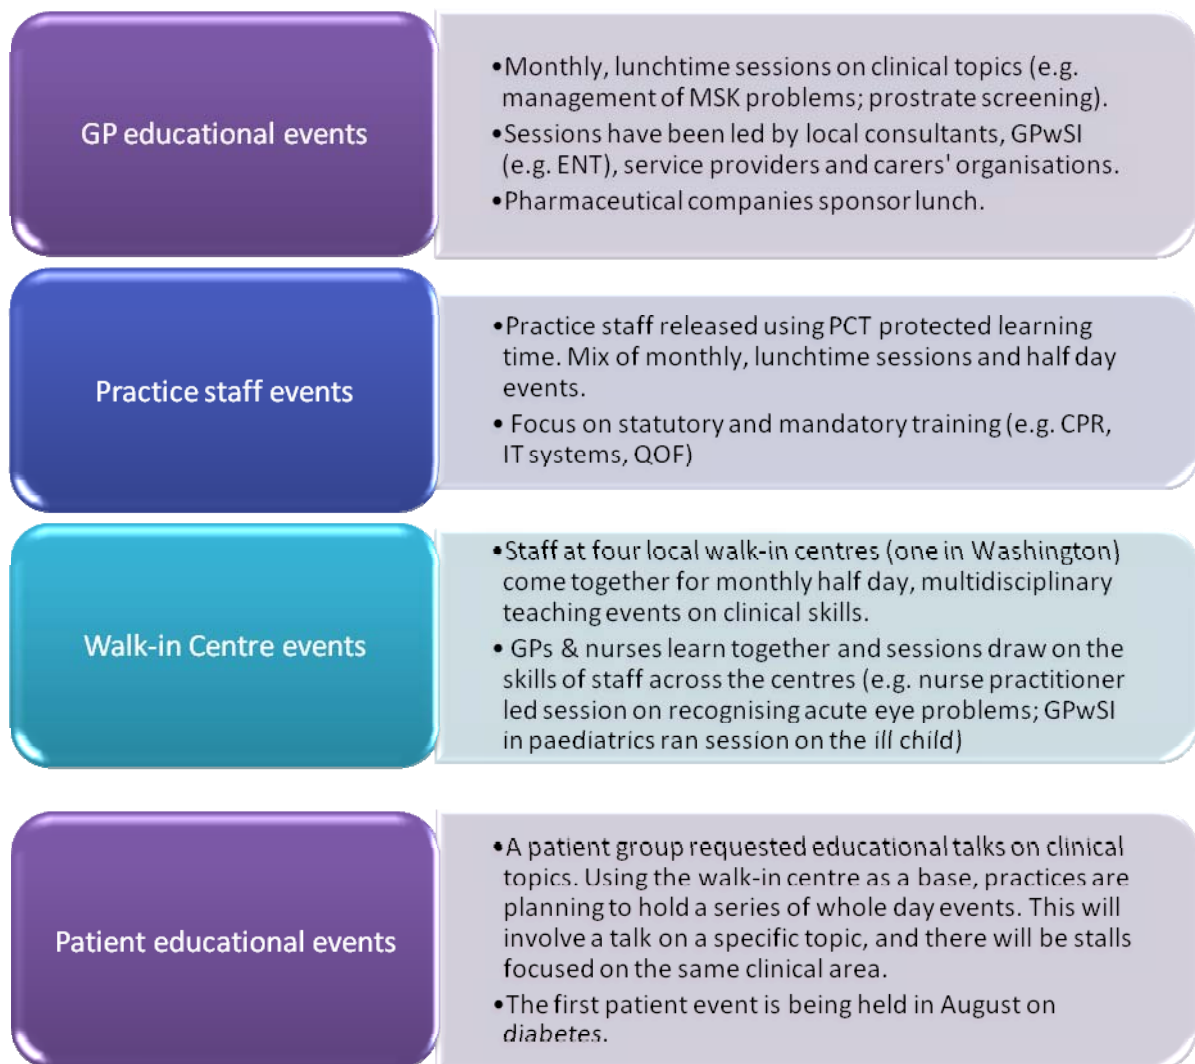 GP educational events
•Monthly, lunchtime sessions on clinical topics (e.g.
management of MSK problems; prostrate screening).
•Sessions have been led by local consultants, GPwSI
(e.g. ENT), service providers and carers' organisations.
•Pharmaceutical companies sponsor lunch.
Practice staff events
•Practice staff released using PCT protected learning
time. Mix of monthly, lunchtime sessions and half day
events.
• Focus on statutory and mandatory training (e.g. CPR,
IT systems, QOF)
Walk-in Centre events
•Staff at four local walk-in centres (one in Washington)
come together for monthly half day, multidisciplinary
teaching events on clinical skills.
• GPs & nurses learn together and sessions draw on the
skills of staff across the centres (e.g. nurse practitioner
led session on recognising acute eye problems; GPwSI
in paediatrics ran session on the ill child)
Patient educational events
•A patient group requested educational talks on clinical
topics. Using the walk-in centre as a base, practices are
planning to hold a series of whole day events. This will
involve a talk on a specific topic, and there will be stalls
focused on the same clinical area.
•The first patient event is being held in August on
diabetes.